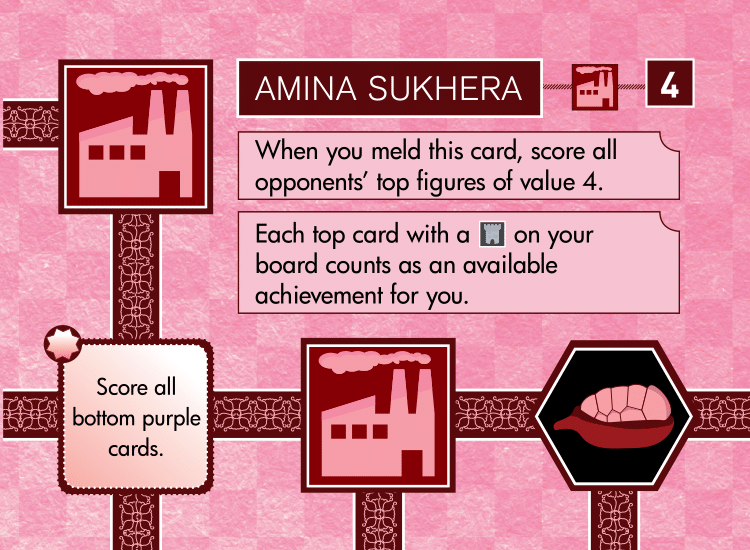 AMINA SUKHERA
4
When you meld this card, score all
opponents’ top figures of value 4.
Each top card with a on your
board counts as an available
achievement for you.
Score all
bottom purple
cards.